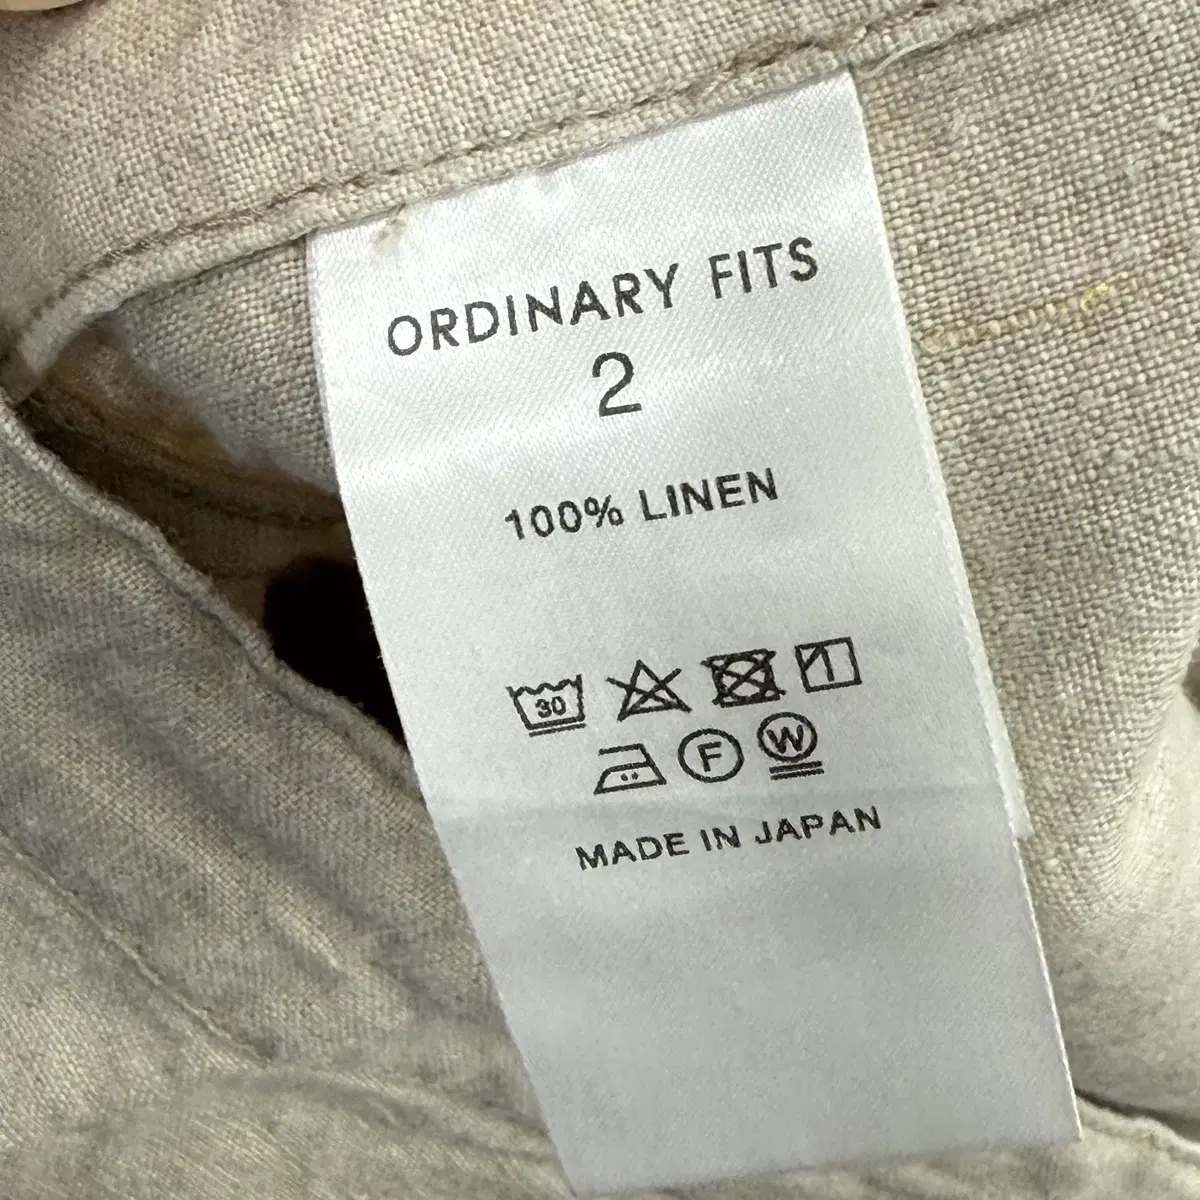 ORDINARY FITS
2
100% LINEN
30
F W
MADE IN JAPAN